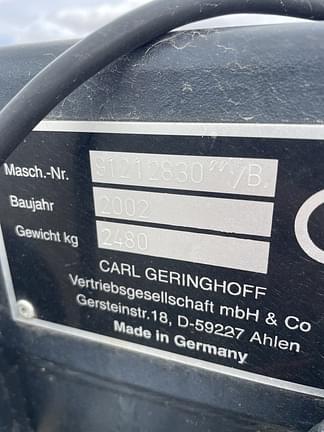 Masch.-Nr. 91212830"'/B.
Baujahr 2002
Gewicht kg 2480
CARL GERINGHOFF
Vertriebsgesellschaft mbH & Co
Gersteinstr.18, D-59227 Ahlen
Made in Germany